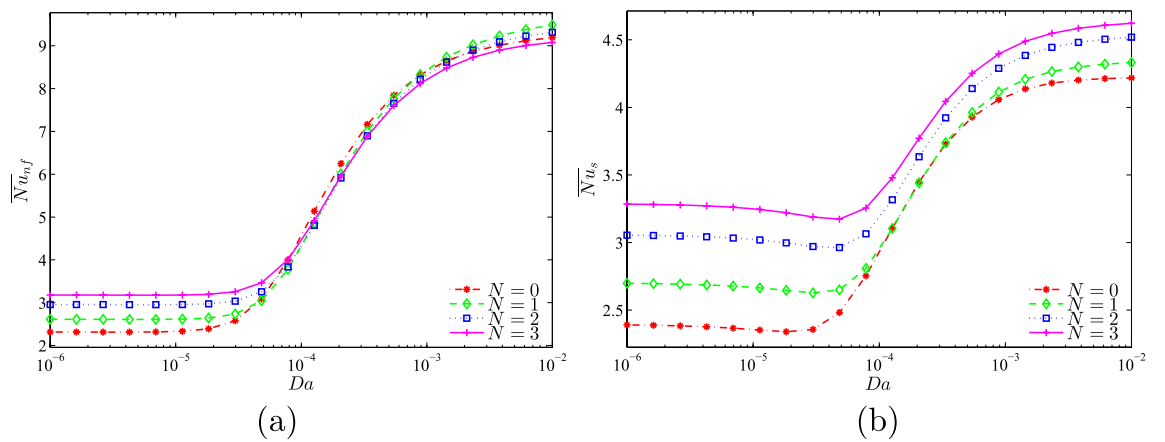 9
8
7
6
5
4
3
2
$\overline{Nu}_{nf}$
N = 0
N = 1
N = 2
N = 3
10⁻⁶ 10⁻⁵ 10⁻⁴ 10⁻³ 10⁻²
Da
(a)
4.5
4
3.5
3
2.5
$\overline{Nu}_{s}$
N = 0
N = 1
N = 2
N = 3
10⁻⁶ 10⁻⁵ 10⁻⁴ 10⁻³ 10⁻²
Da
(b)